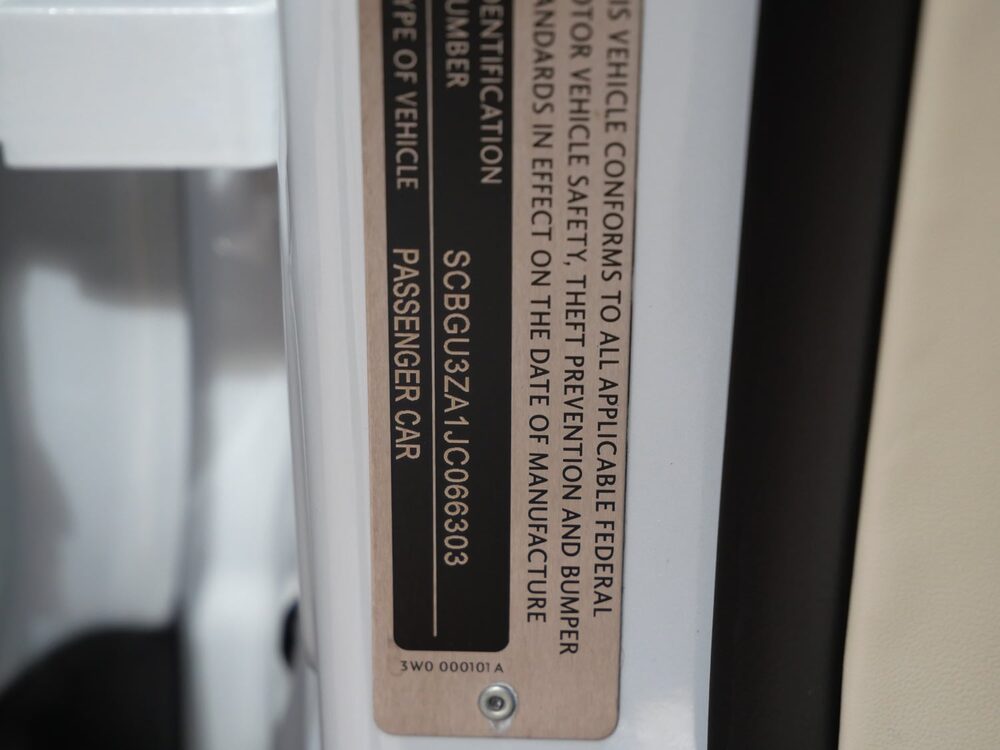 IS VEHICLE CONFORMS TO ALL APPLICABLE FEDERAL
OTOR VEHICLE SAFETY, THEFT PREVENTION AND BUMPER
ANDARDS IN EFFECT ON THE DATE OF MANUFACTURE
DENTIFICATION
UMBER SCBGU3ZA1JC066303
YPE OF VEHICLE PASSENGER CAR
3W0 000101 A